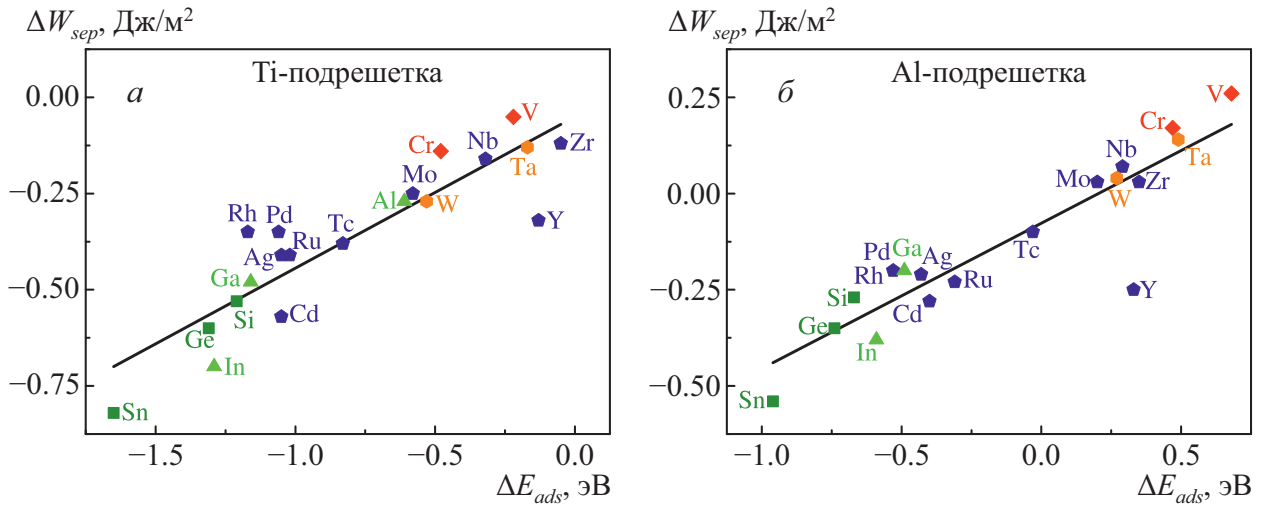 ΔW_sep, Дж/м²
Ti-подрешетка
а
0.00
−0.25
−0.50
−0.75
V
Cr
Nb
Zr
Ta
Mo
Al
W
Y
Rh
Pd
Tc
Ru
Ag
Ga
Si
Cd
Ge
In
Sn
−1.5
−1.0
−0.5
0.0
ΔE_ads, эВ
ΔW_sep, Дж/м²
Al-подрешетка
б
0.25
0.00
−0.25
−0.50
V
Cr
Ta
Nb
Mo
Zr
W
Tc
Ga
Pd
Ag
Rh
Ru
Y
Si
Cd
Ge
In
Sn
−1.0
−0.5
0.0
0.5
ΔE_ads, эВ